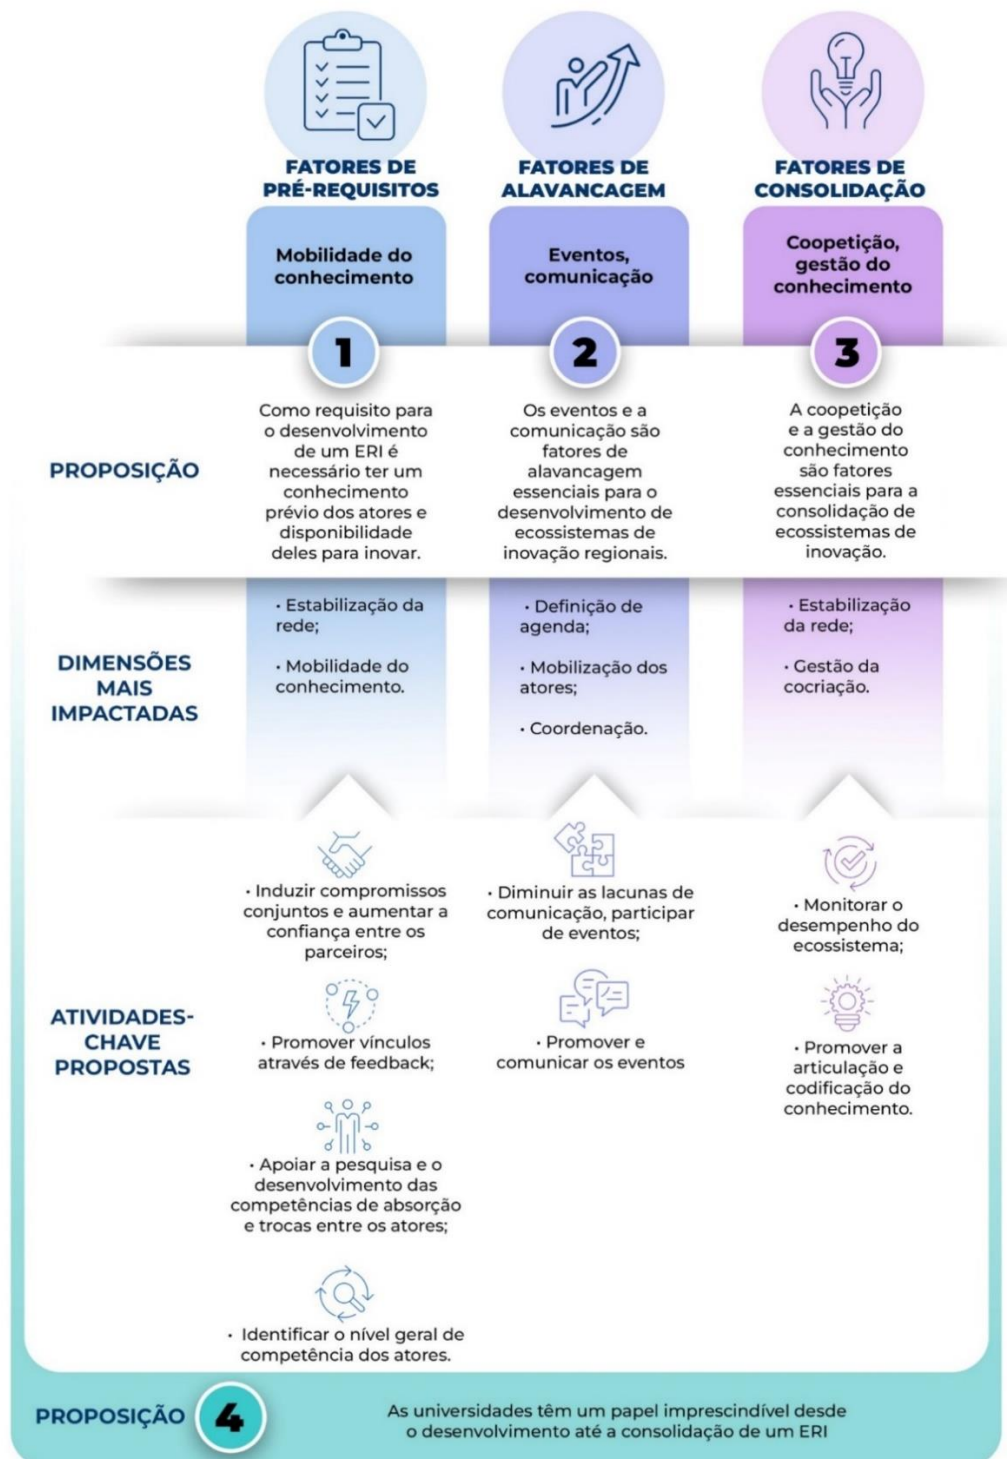 FATORES DE
PRÉ-REQUISITOS
FATORES DE
ALAVANCAGEM
FATORES DE
CONSOLIDAÇÃO
Mobilidade do
conhecimento
Eventos,
comunicação
Coopetição,
gestão do
conhecimento
1
2
3
PROPOSIÇÃO
Como requisito para
o desenvolvimento
de um ERI é
necessário ter um
conhecimento
prévio dos atores e
disponibilidade
deles para inovar.
Os eventos e a
comunicação são
fatores de
alavancagem
essenciais para o
desenvolvimento de
ecossistemas de
inovação regionais.
A coopetição
e a gestão do
conhecimento
são fatores
essenciais para a
consolidação de
ecossistemas de
inovação.
DIMENSÕES
MAIS
IMPACTADAS
• Estabilização da
rede;
• Mobilidade do
conhecimento.
• Definição de
agenda;
• Mobilização dos
atores;
• Coordenação.
• Estabilização
da rede;
• Gestão da
cocriação.
ATIVIDADES-
CHAVE
PROPOSTAS
• Induzir compromissos
conjuntos e aumentar a
confiança entre os
parceiros;
• Promover vínculos
através de feedback;
• Apoiar a pesquisa e o
desenvolvimento das
competências de absorção
e trocas entre os atores;
• Identificar o nível geral de
competência dos atores.
• Diminuir as lacunas de
comunicação, participar
de eventos;
• Promover e
comunicar os eventos
• Monitorar o
desempenho do
ecossistema;
• Promover a
articulação e
codificação do
conhecimento.
PROPOSIÇÃO 4
As universidades têm um papel imprescindível desde
o desenvolvimento até a consolidação de um ERI